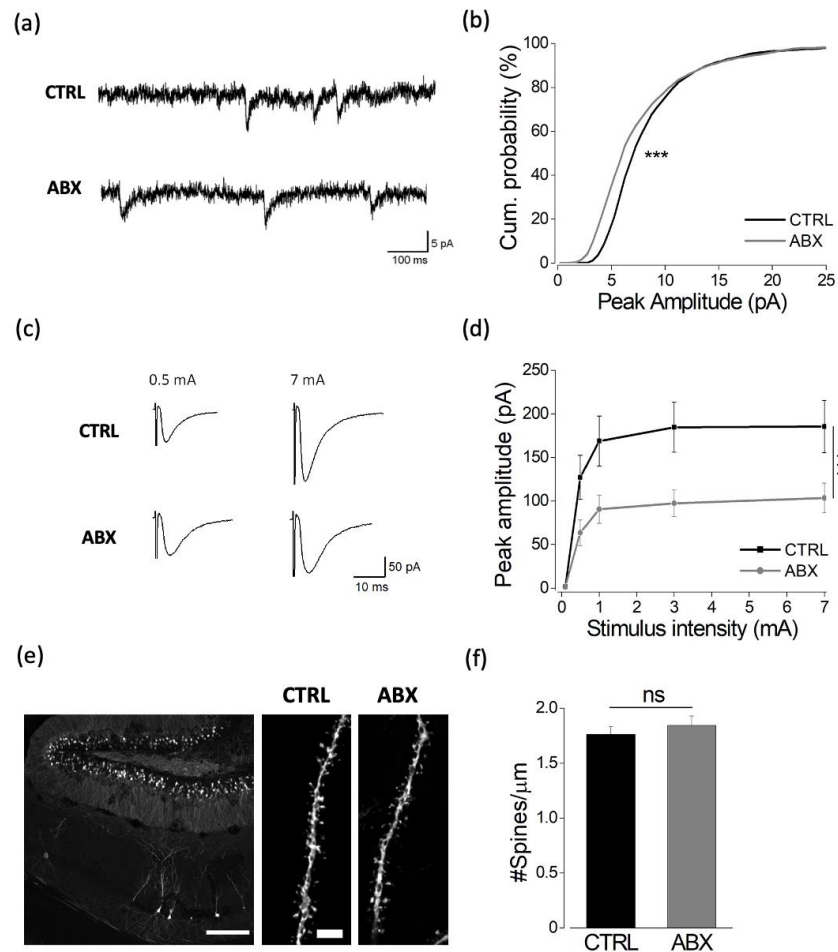 (a)
CTRL
ABX
5 pA
100 ms
(b)
Cum. probability (%)
100
80
60
40
20
0
***
CTRL
ABX
0 5 10 15 20 25
Peak Amplitude (pA)
(c)
0.5 mA 7 mA
CTRL
ABX
50 pA
10 ms
(d)
Peak amplitude (pA)
250
200
150
100
50
0
CTRL
ABX
0 1 2 3 4 5 6 7
Stimulus intensity (mA)
(e)
CTRL ABX
(f)
#Spines/μm
ns
2.0
1.5
1.0
0.5
0
CTRL ABX